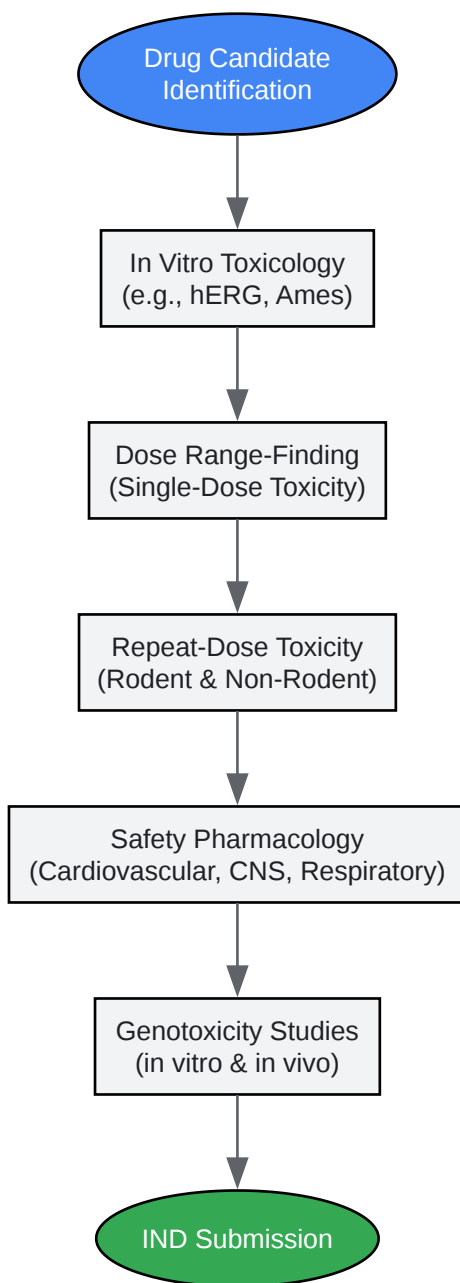 Drug Candidate
Identification
In Vitro Toxicology
(e.g., hERG, Ames)
Dose Range-Finding
(Single-Dose Toxicity)
Repeat-Dose Toxicity
(Rodent & Non-Rodent)
Safety Pharmacology
(Cardiovascular, CNS, Respiratory)
Genotoxicity Studies
(in vitro & in vivo)
IND Submission